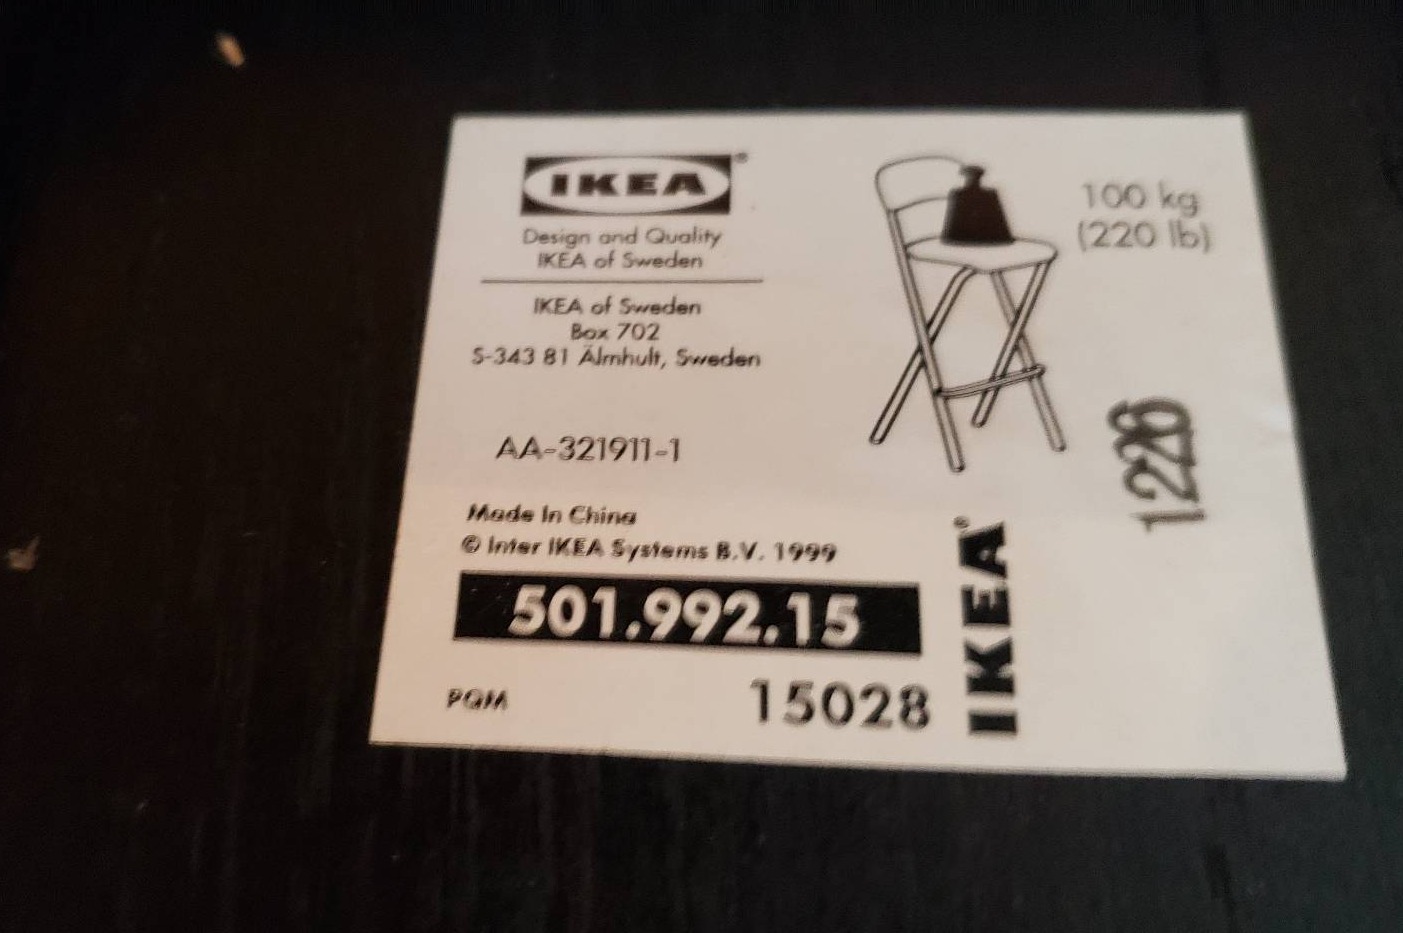 IKEA®
Design and Quality
IKEA of Sweden
IKEA of Sweden
Box 702
S-343 81 Älmhult, Sweden
AA-321911-1
Made In China
© Inter IKEA Systems B.V. 1999
501.992.15
PQM
15028
100 kg
(220 lb)
IKEA®